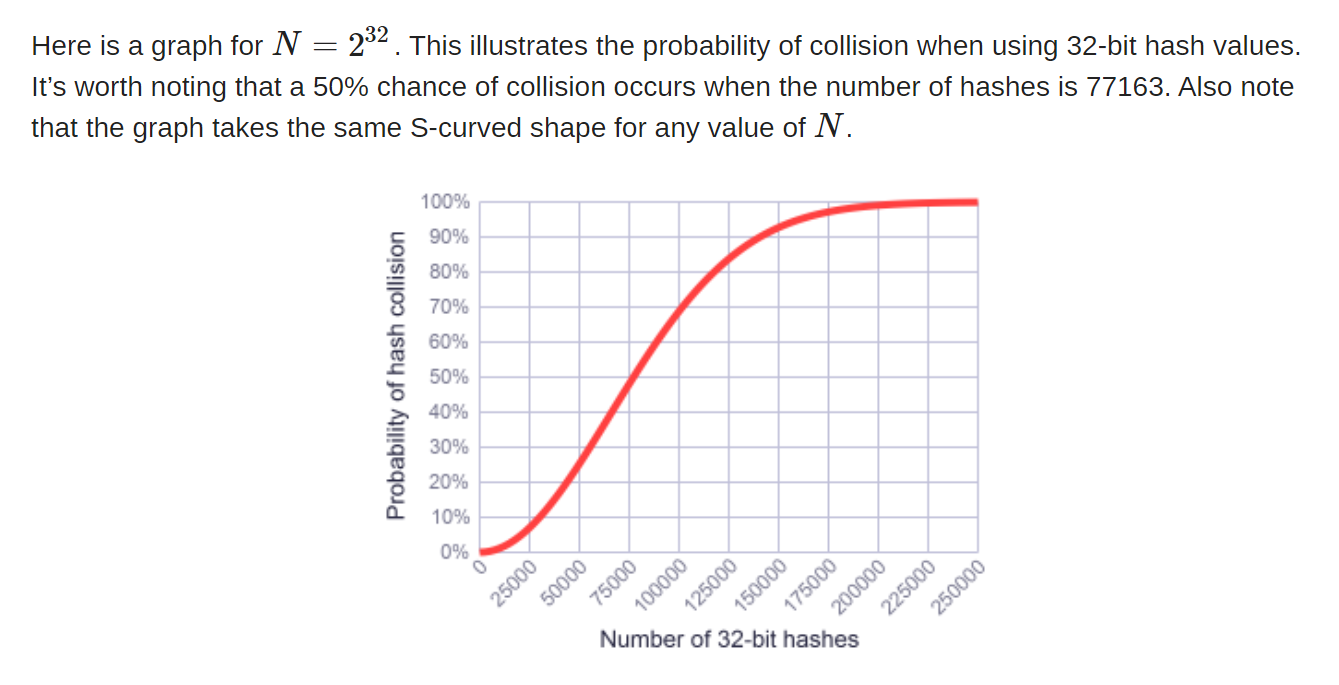 Here is a graph for N = 2^32. This illustrates the probability of collision when using 32-bit hash values.
It’s worth noting that a 50% chance of collision occurs when the number of hashes is 77163. Also note
that the graph takes the same S-curved shape for any value of N.
Probability of hash collision
100%
90%
80%
70%
60%
50%
40%
30%
20%
10%
0%
0 25000 50000 75000 100000 125000 150000 175000 200000 225000 250000
Number of 32-bit hashes